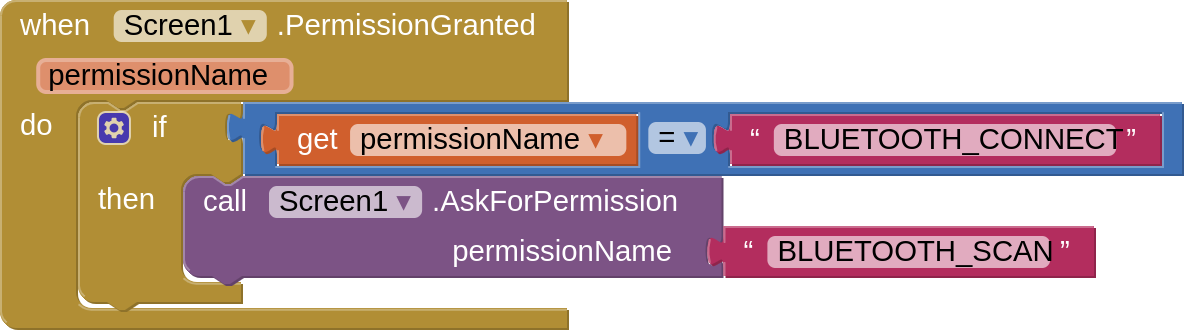 when Screen1 .PermissionGranted
permissionName
do if get permissionName = “ BLUETOOTH_CONNECT ”
then call Screen1 .AskForPermission
permissionName “ BLUETOOTH_SCAN ”